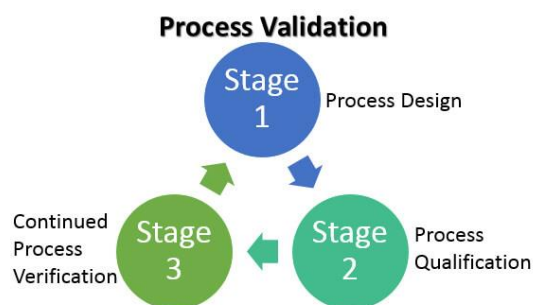 Process Validation
Stage
1
Process Design
Stage
2
Process
Qualification
Stage
3
Continued
Process
Verification